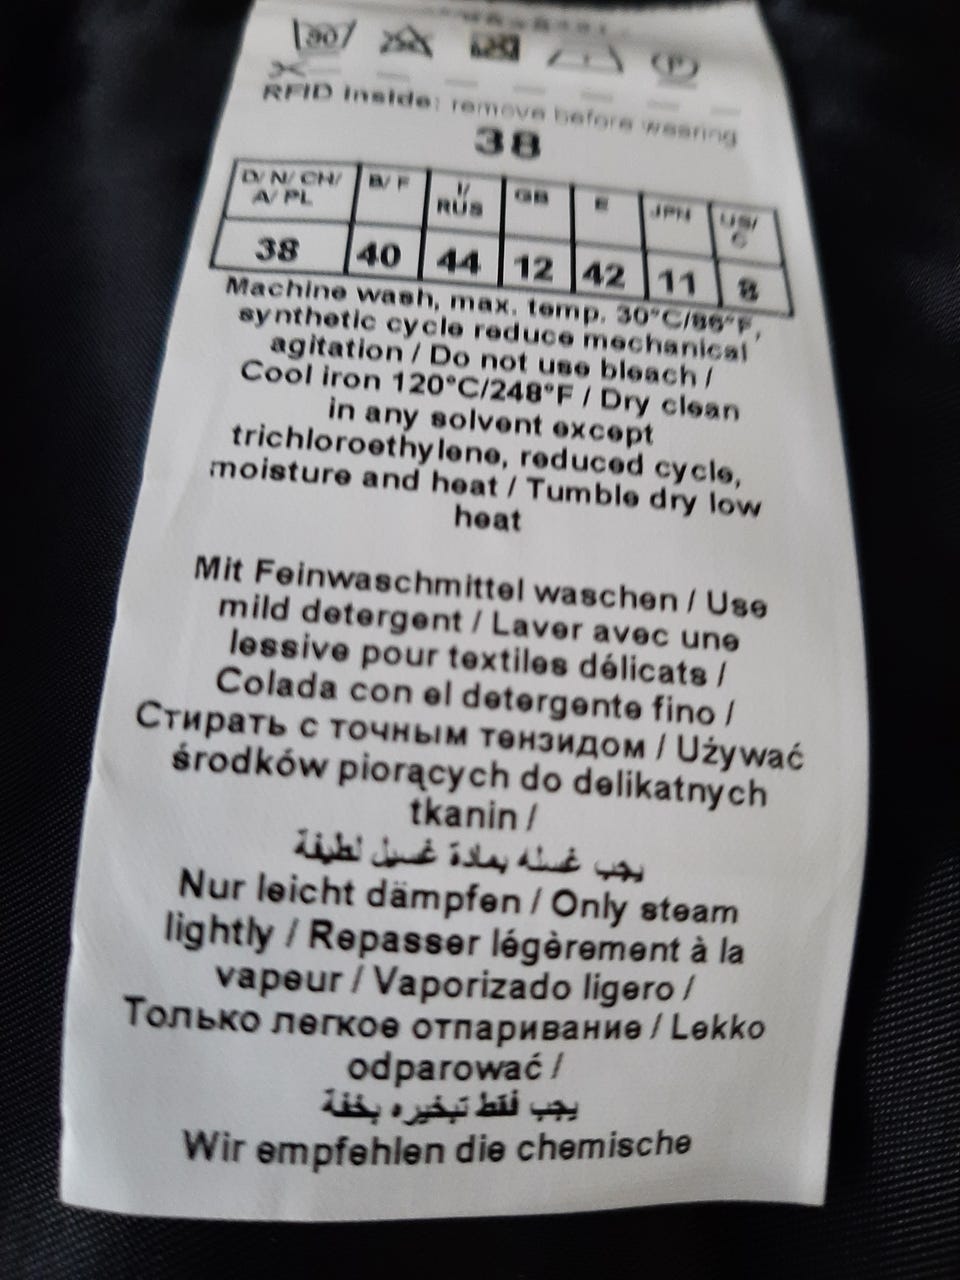 30
P
RFID inside: remove before wearing
38
D/ N/ CH/ A/ PL B/ F I/ RUS GB E JPN US/ C
38 40 44 12 42 11 8
Machine wash, max. temp. 30°C/86°F,
synthetic cycle reduce mechanical
agitation / Do not use bleach /
Cool iron 120°C/248°F / Dry clean
in any solvent except
trichloroethylene, reduced cycle,
moisture and heat / Tumble dry low
heat
Mit Feinwaschmittel waschen / Use
mild detergent / Laver avec une
lessive pour textiles délicats /
Colada con el detergente fino /
Стирать с точным тензидом / Używać
środków piorących do delikatnych
tkanin /
يجب غسله بمادة غسيل لطيفة
Nur leicht dämpfen / Only steam
lightly / Repasser légèrement à la
vapeur / Vaporizado ligero /
Только легкое отпаривание / Lekko
odparować /
يجب فقط تبخيره بخفة
Wir empfehlen die chemische